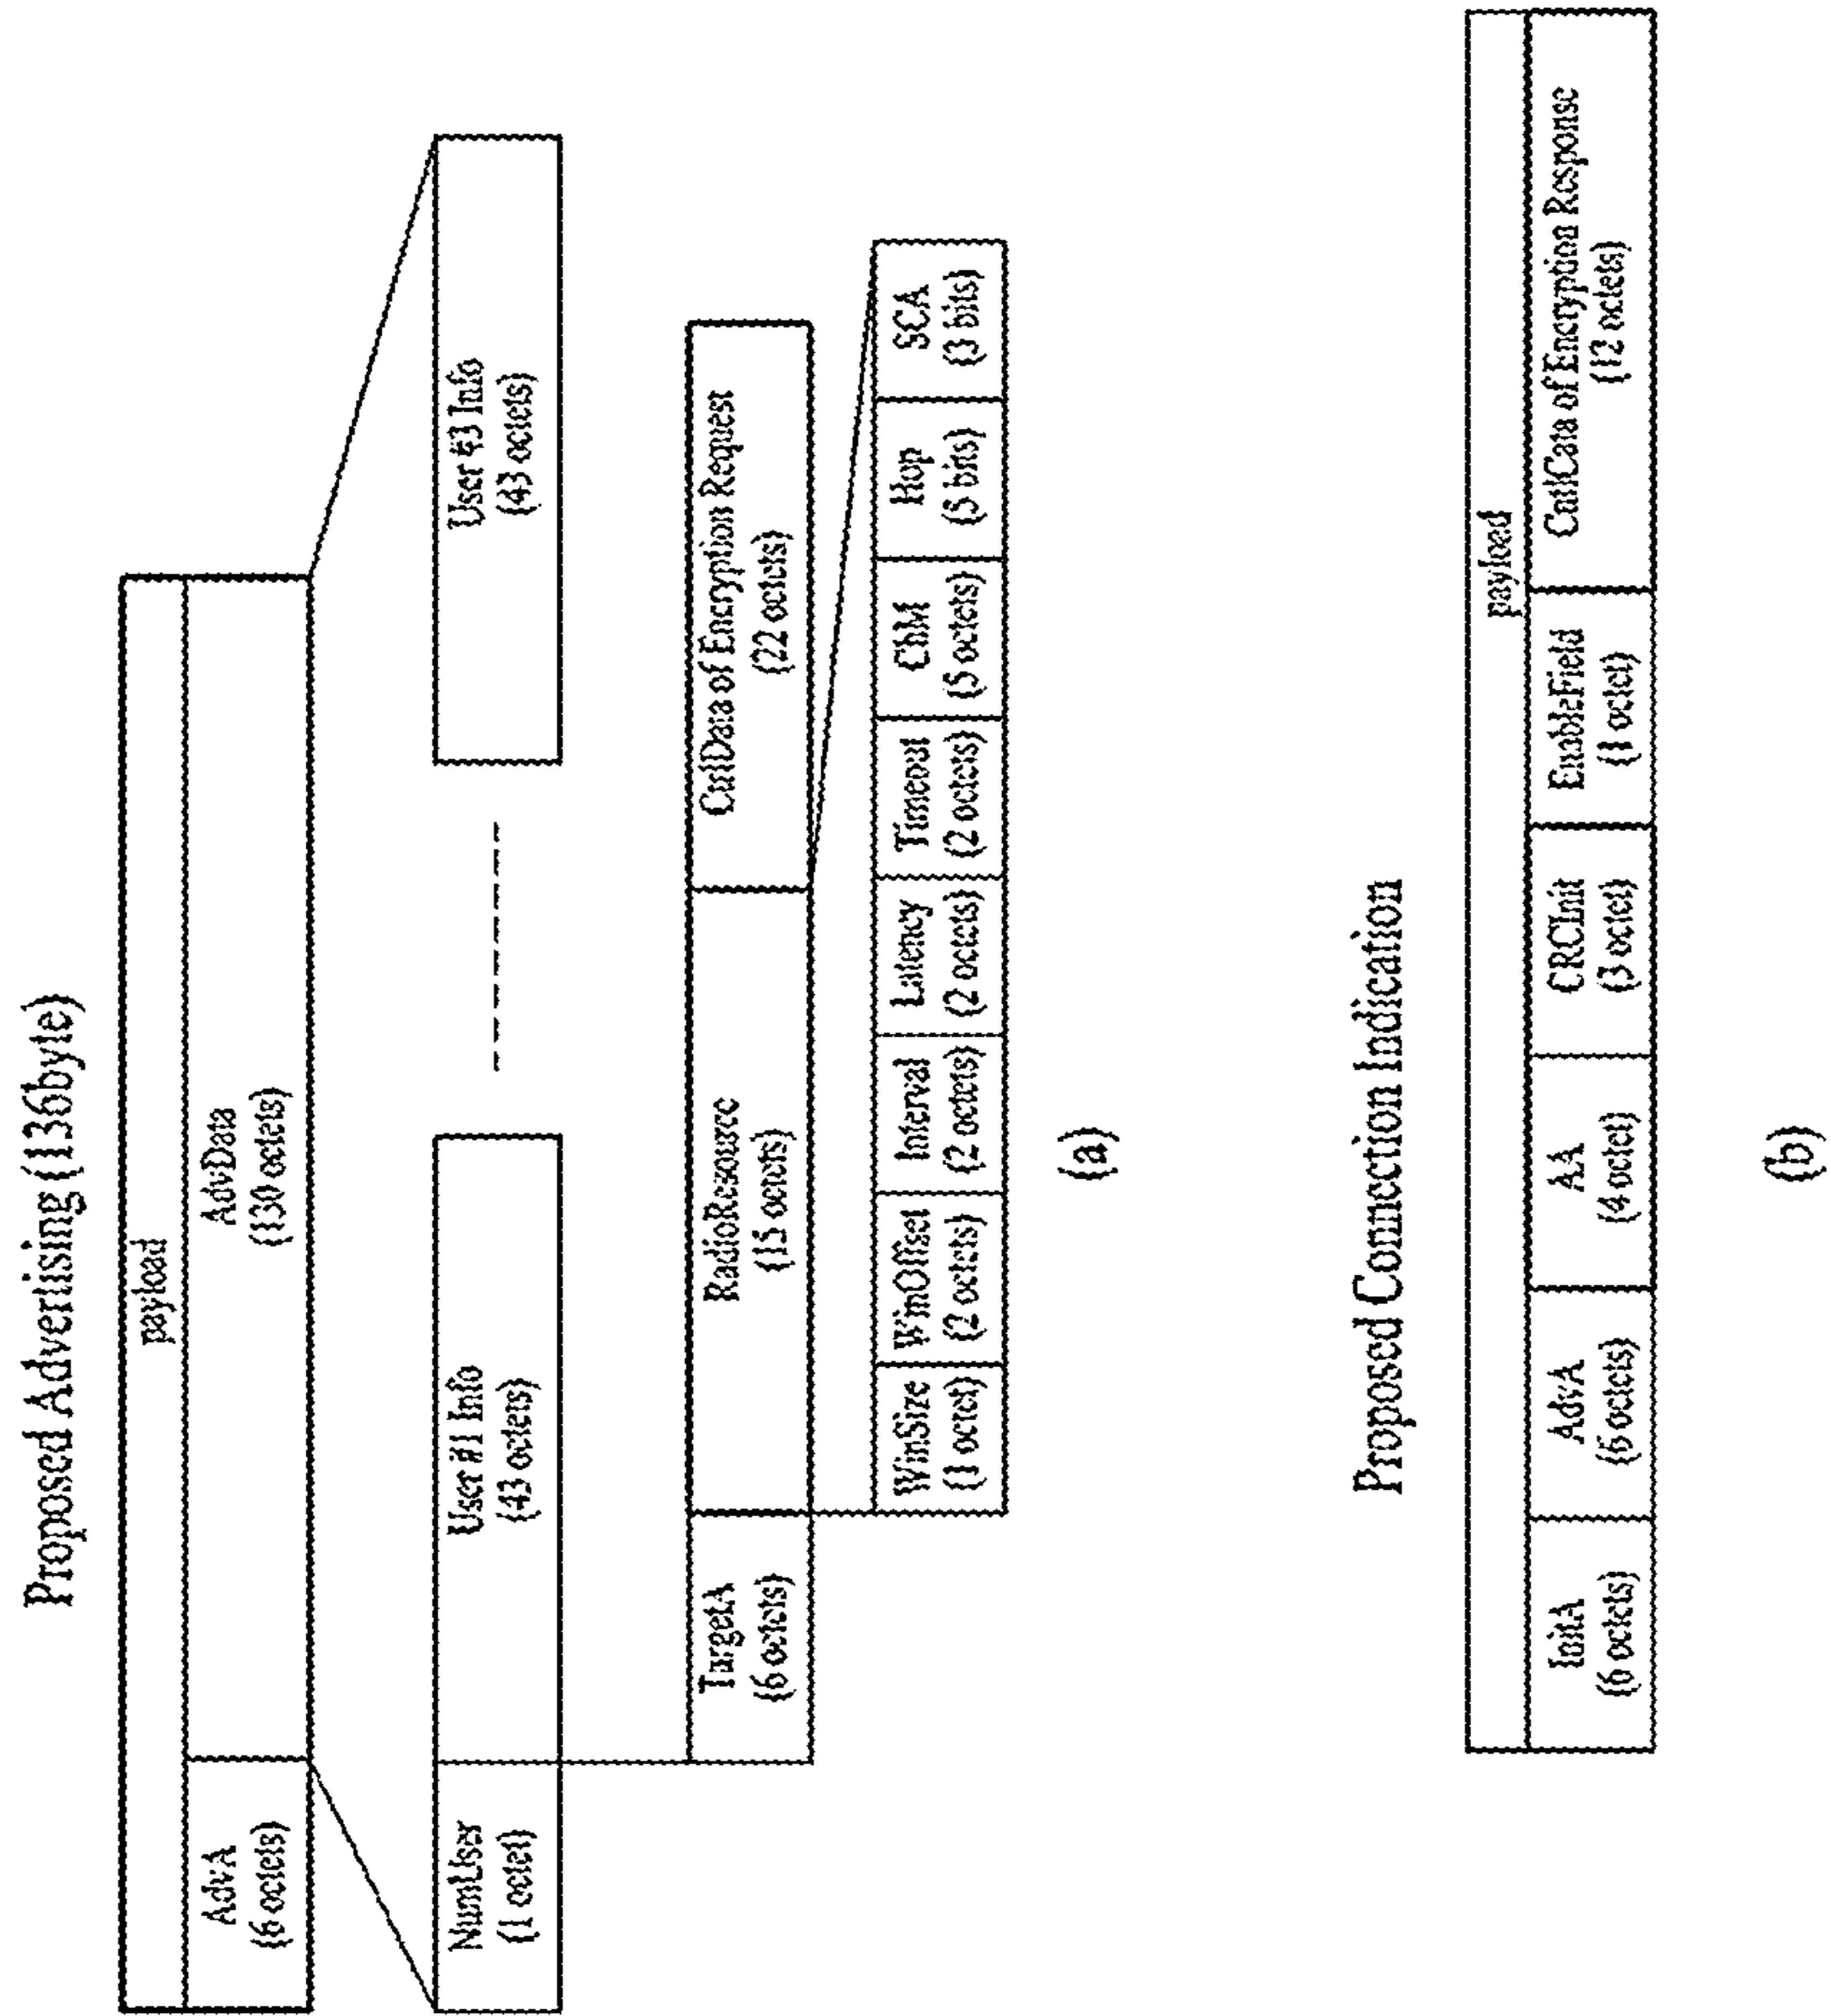 Proposed Advertising (136byte)
payload
AdvA
(6 octets)
AdvData
(130 octets)
NumUser
(1 octet)
User #1 Info
(43 octets)
User #3 Info
(43 octets)
TargetA
(6 octets)
RadioResource
(15 octets)
CtrlData of Encryption Request
(22 octets)
WinSize
(1 octet)
WinOffset
(2 octets)
Interval
(2 octets)
Latency
(2 octets)
Timeout
(2 octets)
ChM
(5 octets)
Hop
(5 bits)
SCA
(3 bits)
(a)
Proposed Connection Indication
payload
InitA
(6 octets)
AdvA
(6 octets)
AA
(4 octet)
CRCInit
(3 octet)
EnableField
(1 octet)
CntlCata of Encryption Response
(12 octets)
(b)